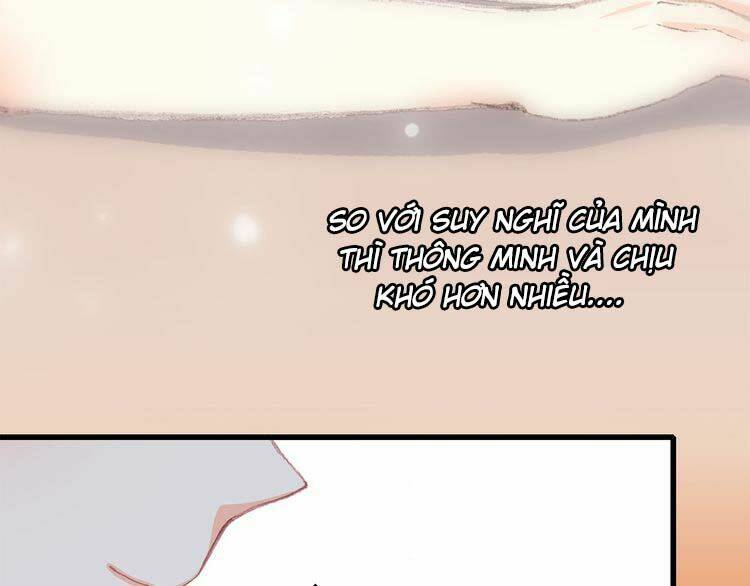 SO VỚI SUY NGHĨ CỦA MÌNH
THÌ THÔNG MINH VÀ CHỊU
KHÓ HƠN NHIỀU....